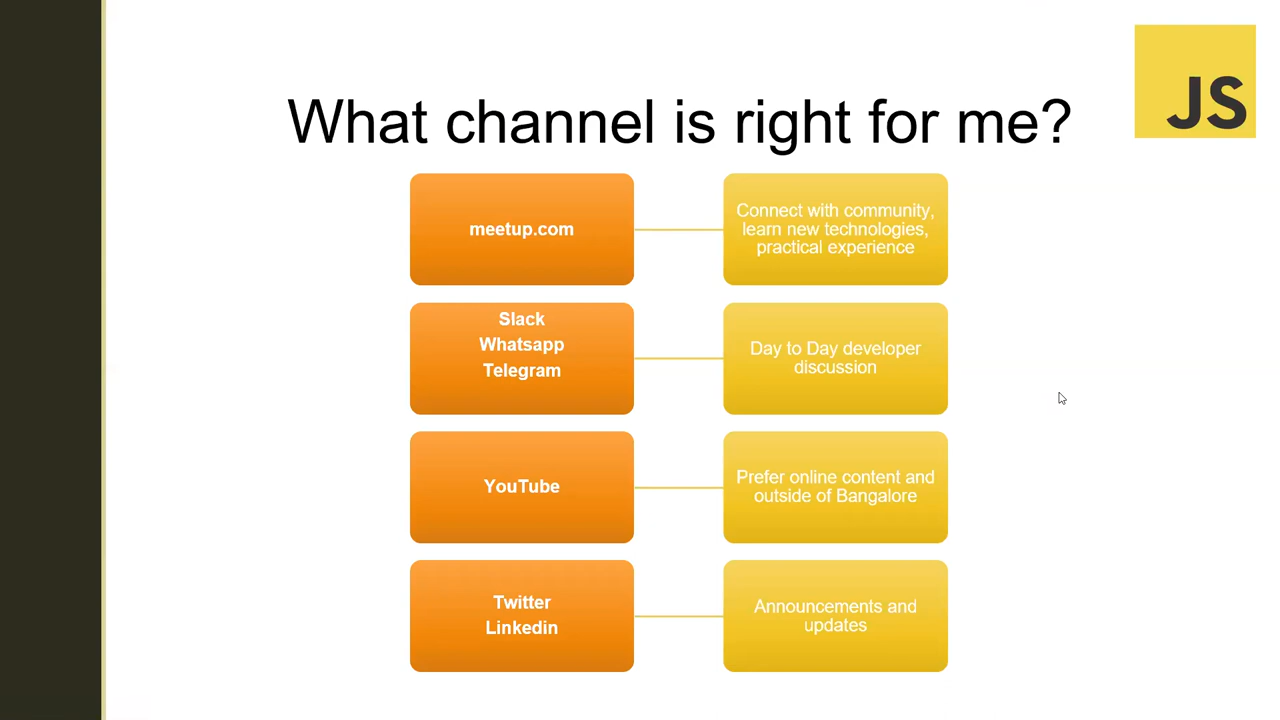 JS
What channel is right for me?
meetup.com
Connect with community,
learn new technologies,
practical experience
Slack
Whatsapp
Telegram
Day to Day developer
discussion
YouTube
Prefer online content and
outside of Bangalore
Twitter
Linkedin
Announcements and
updates